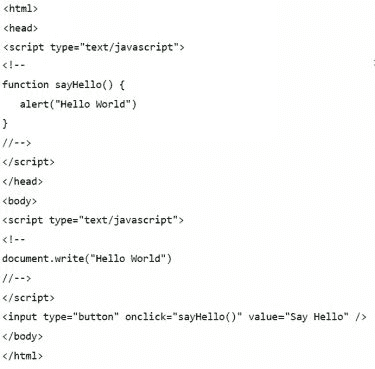 <html>
<head>
<script type="text/javascript">
<!--
function sayHello() {
   alert("Hello World")
}
//-->
</script>
</head>
<body>
<script type="text/javascript">
<!--
document.write("Hello World")
//-->
</script>
<input type="button" onclick="sayHello()" value="Say Hello" />
</body>
</html>